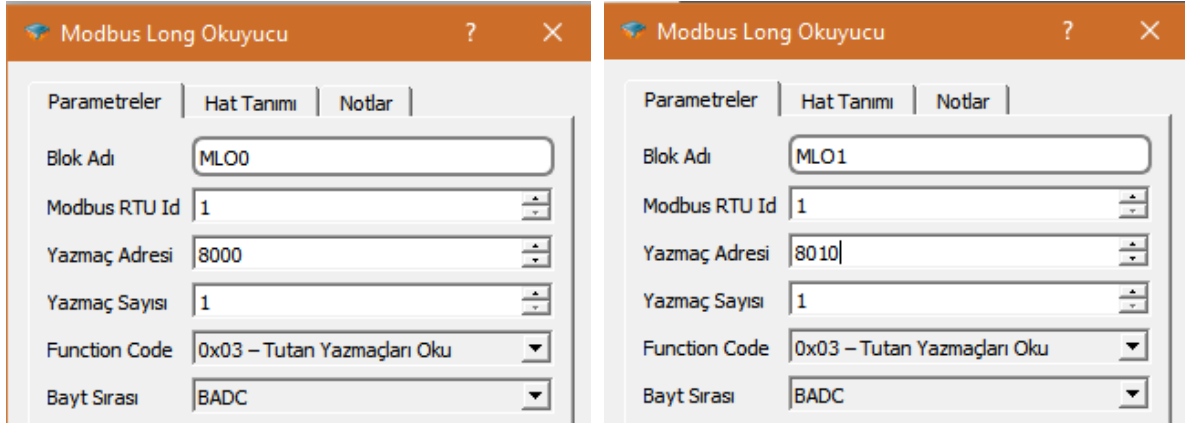 Modbus Long Okuyucu ?
Parametreler Hat Tanımı Notlar
Blok Adı MLO0
Modbus RTU Id 1
Yazmaç Adresi 8000
Yazmaç Sayısı 1
Function Code 0x03 – Tutan Yazmaçları Oku
Bayt Sırası BADC
Modbus Long Okuyucu ?
Parametreler Hat Tanımı Notlar
Blok Adı MLO1
Modbus RTU Id 1
Yazmaç Adresi 8010
Yazmaç Sayısı 1
Function Code 0x03 – Tutan Yazmaçları Oku
Bayt Sırası BADC